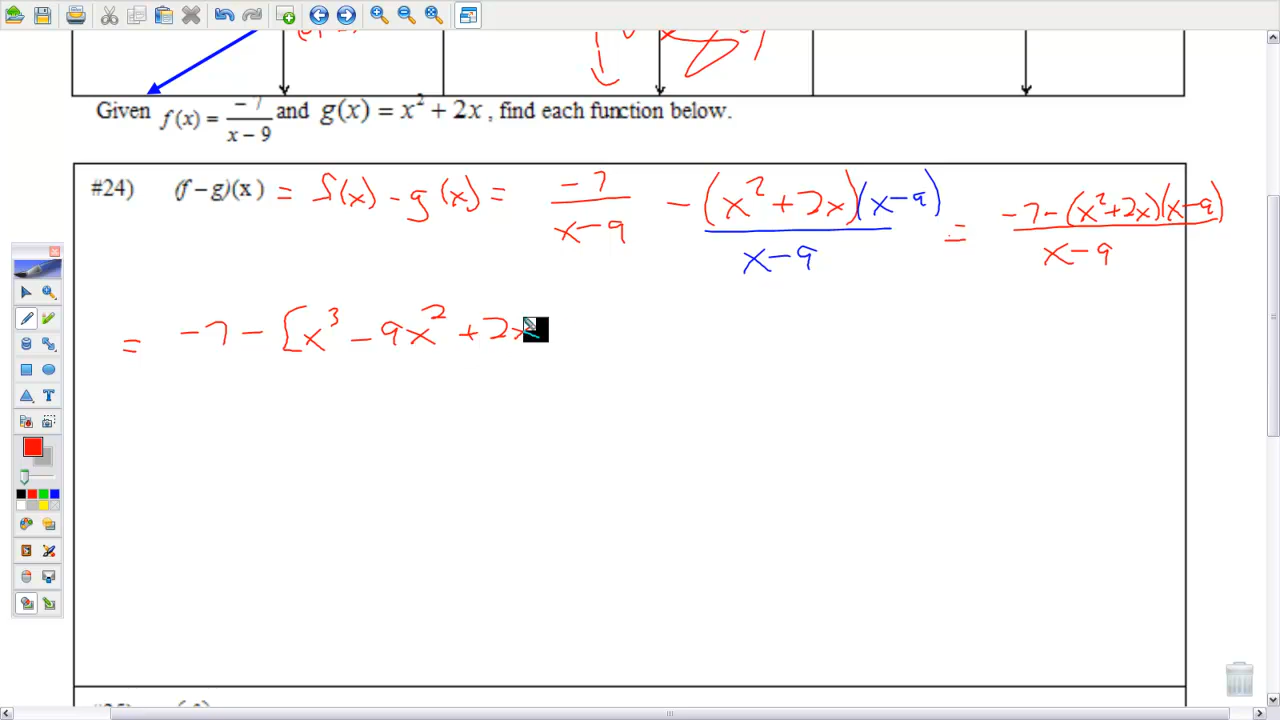 Given f(x) = -7/(x-9) and g(x) = x² + 2x, find each function below.
#24) (f – g)(x) = f(x) - g(x) = -7/(x-9) - (x²+2x)(x-9)/(x-9) = (-7-(x²+2x)(x-9))/(x-9)
= -7 - [x³ - 9x² + 2x